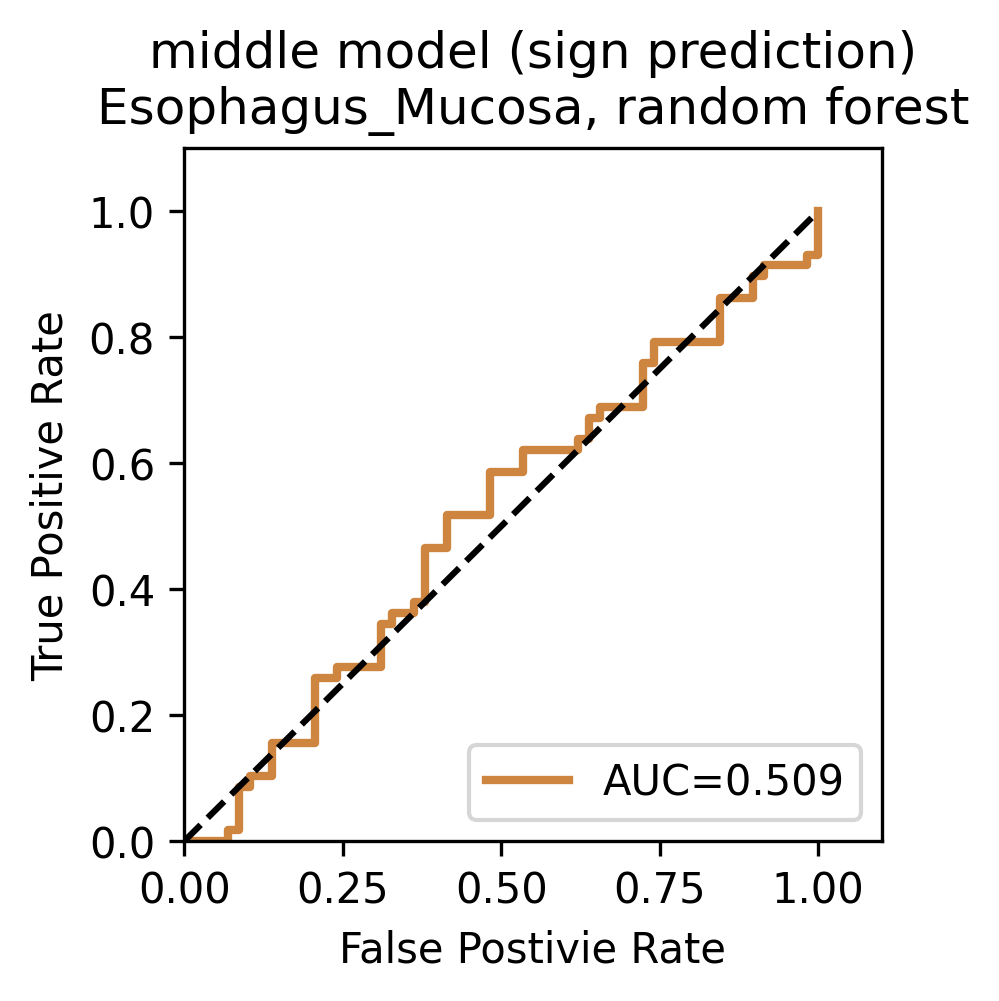 middle model (sign prediction)
Esophagus_Mucosa, random forest
True Positive Rate
1.0
0.8
0.6
0.4
0.2
0.0
AUC=0.509
0.00 0.25 0.50 0.75 1.00
False Postivie Rate